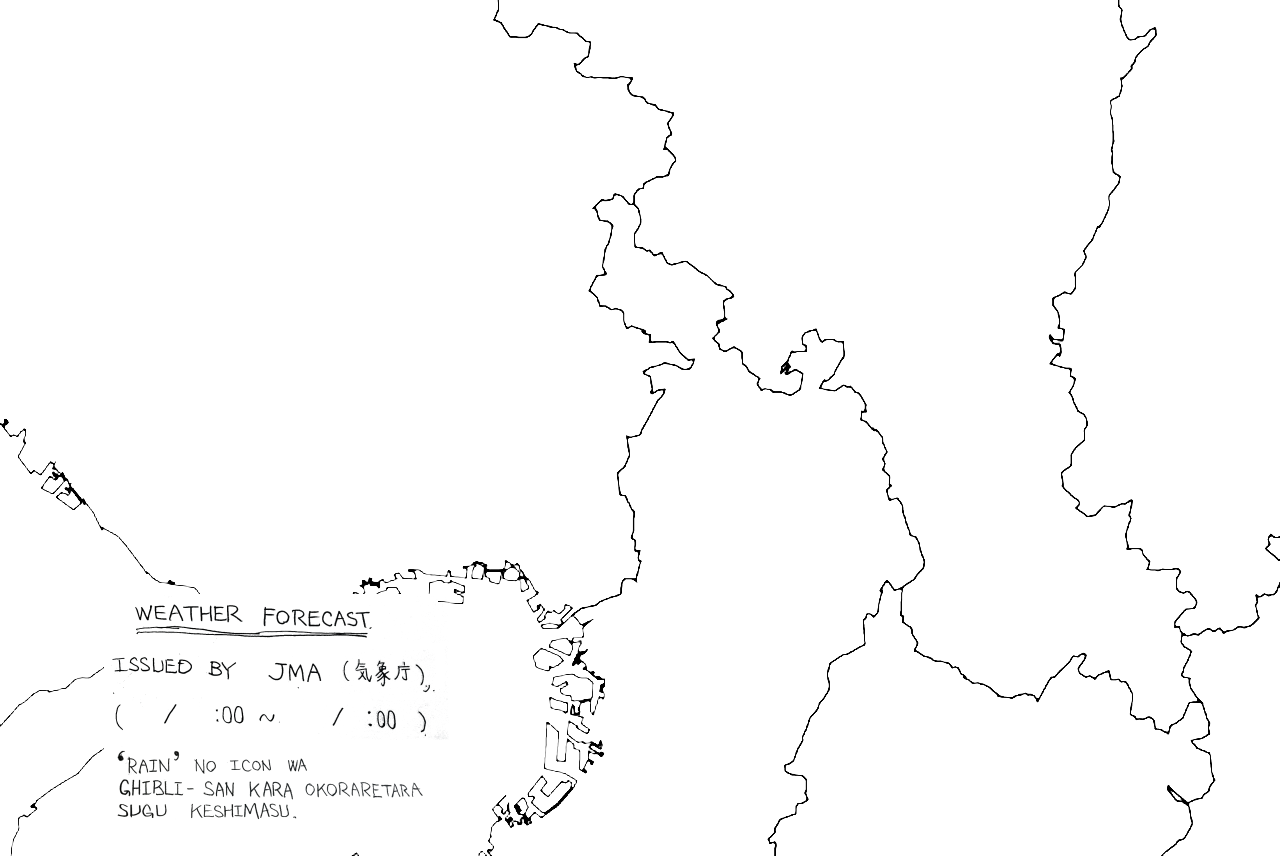 WEATHER FORECAST.
ISSUED BY JMA (気象庁),
( / :00 ~ / :00 )
'RAIN' NO ICON WA
GHIBLI-SAN KARA OKORARETARA
SUGU KESHIMASU.